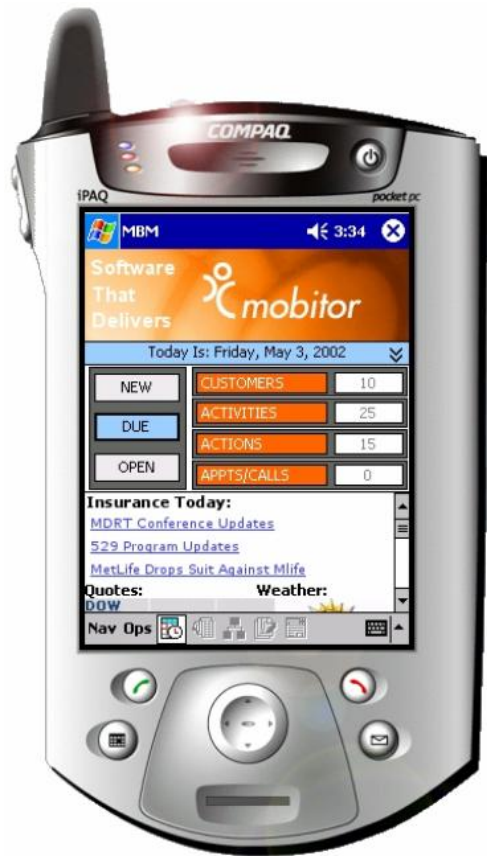 COMPAQ
iPAQ
pocket pc
MBM 3:34
Software
That
Delivers
mobitor
Today Is: Friday, May 3, 2002
NEW
DUE
OPEN
CUSTOMERS 10
ACTIVITIES 25
ACTIONS 15
APPTS/CALLS 0
Insurance Today:
MDRT Conference Updates
529 Program Updates
MetLife Drops Suit Against Mlife
Quotes: Weather:
DOW
Nav Ops